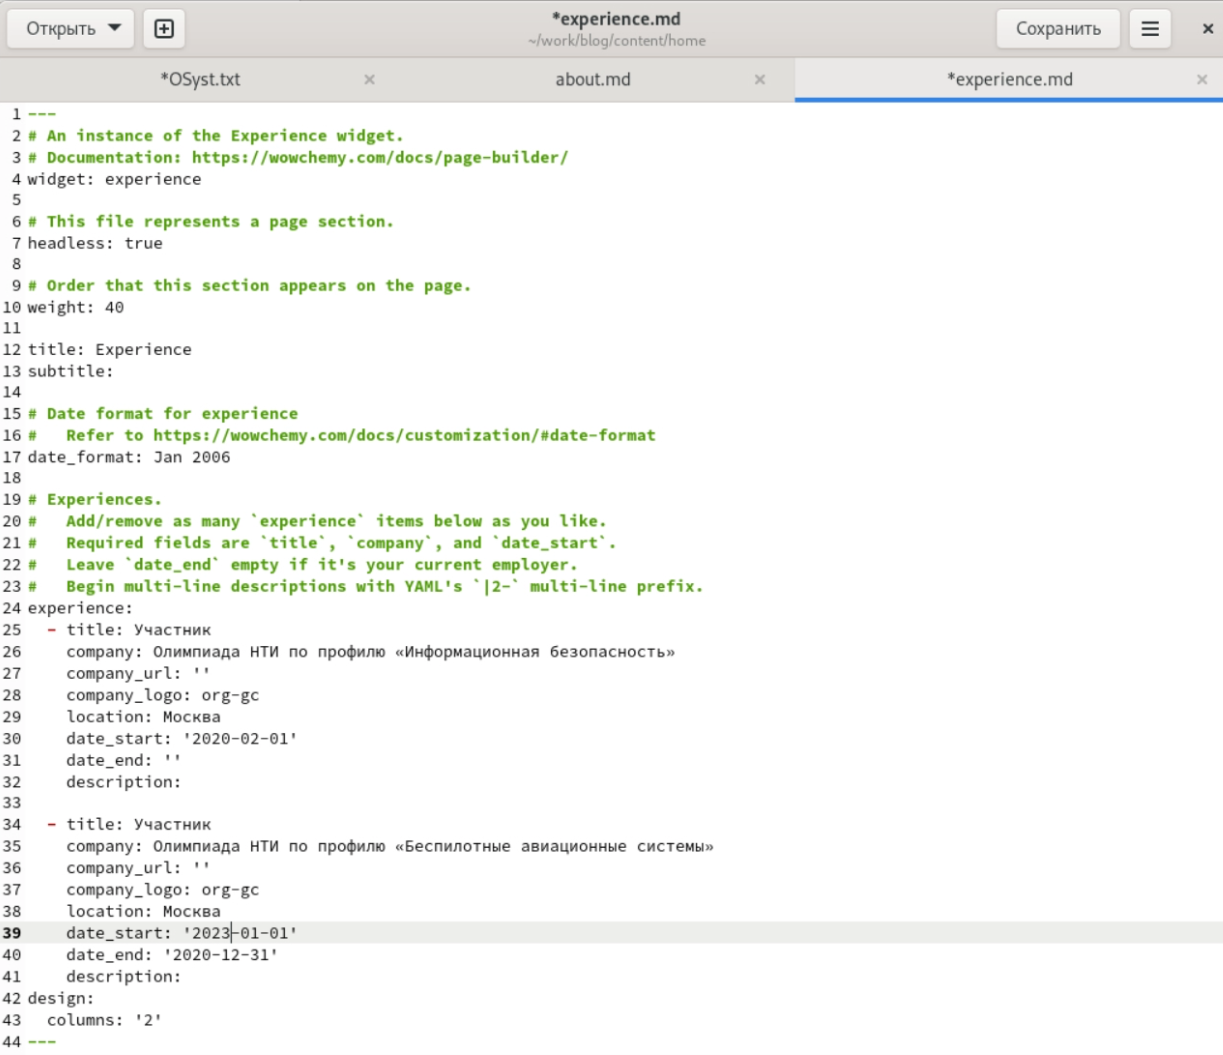 Открыть
*experience.md
~/work/blog/content/home
Сохранить
*OSyst.txt
about.md
*experience.md
1 ---
2 # An instance of the Experience widget.
3 # Documentation: https://wowchemy.com/docs/page-builder/
4 widget: experience
5
6 # This file represents a page section.
7 headless: true
8
9 # Order that this section appears on the page.
10 weight: 40
11
12 title: Experience
13 subtitle:
14
15 # Date format for experience
16 #   Refer to https://wowchemy.com/docs/customization/#date-format
17 date_format: Jan 2006
18
19 # Experiences.
20 #   Add/remove as many `experience` items below as you like.
21 #   Required fields are `title`, `company`, and `date_start`.
22 #   Leave `date_end` empty if it's your current employer.
23 #   Begin multi-line descriptions with YAML's `|2-` multi-line prefix.
24 experience:
25   - title: Участник
26     company: Олимпиада НТИ по профилю «Информационная безопасность»
27     company_url: ''
28     company_logo: org-gc
29     location: Москва
30     date_start: '2020-02-01'
31     date_end: ''
32     description:
33
34   - title: Участник
35     company: Олимпиада НТИ по профилю «Беспилотные авиационные системы»
36     company_url: ''
37     company_logo: org-gc
38     location: Москва
39     date_start: '2023-01-01'
40     date_end: '2020-12-31'
41     description:
42 design:
43   columns: '2'
44 ---